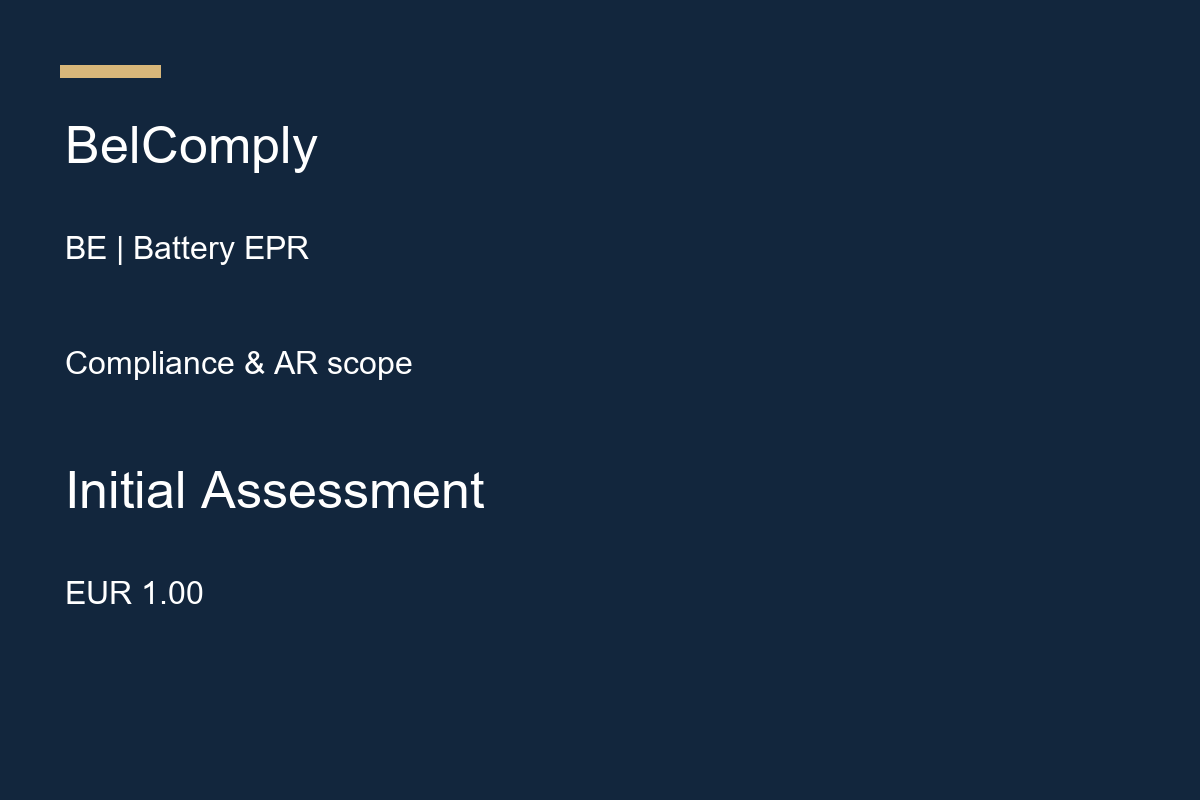 BelComply
BE | Battery EPR
Compliance & AR scope
Initial Assessment
EUR 1.00